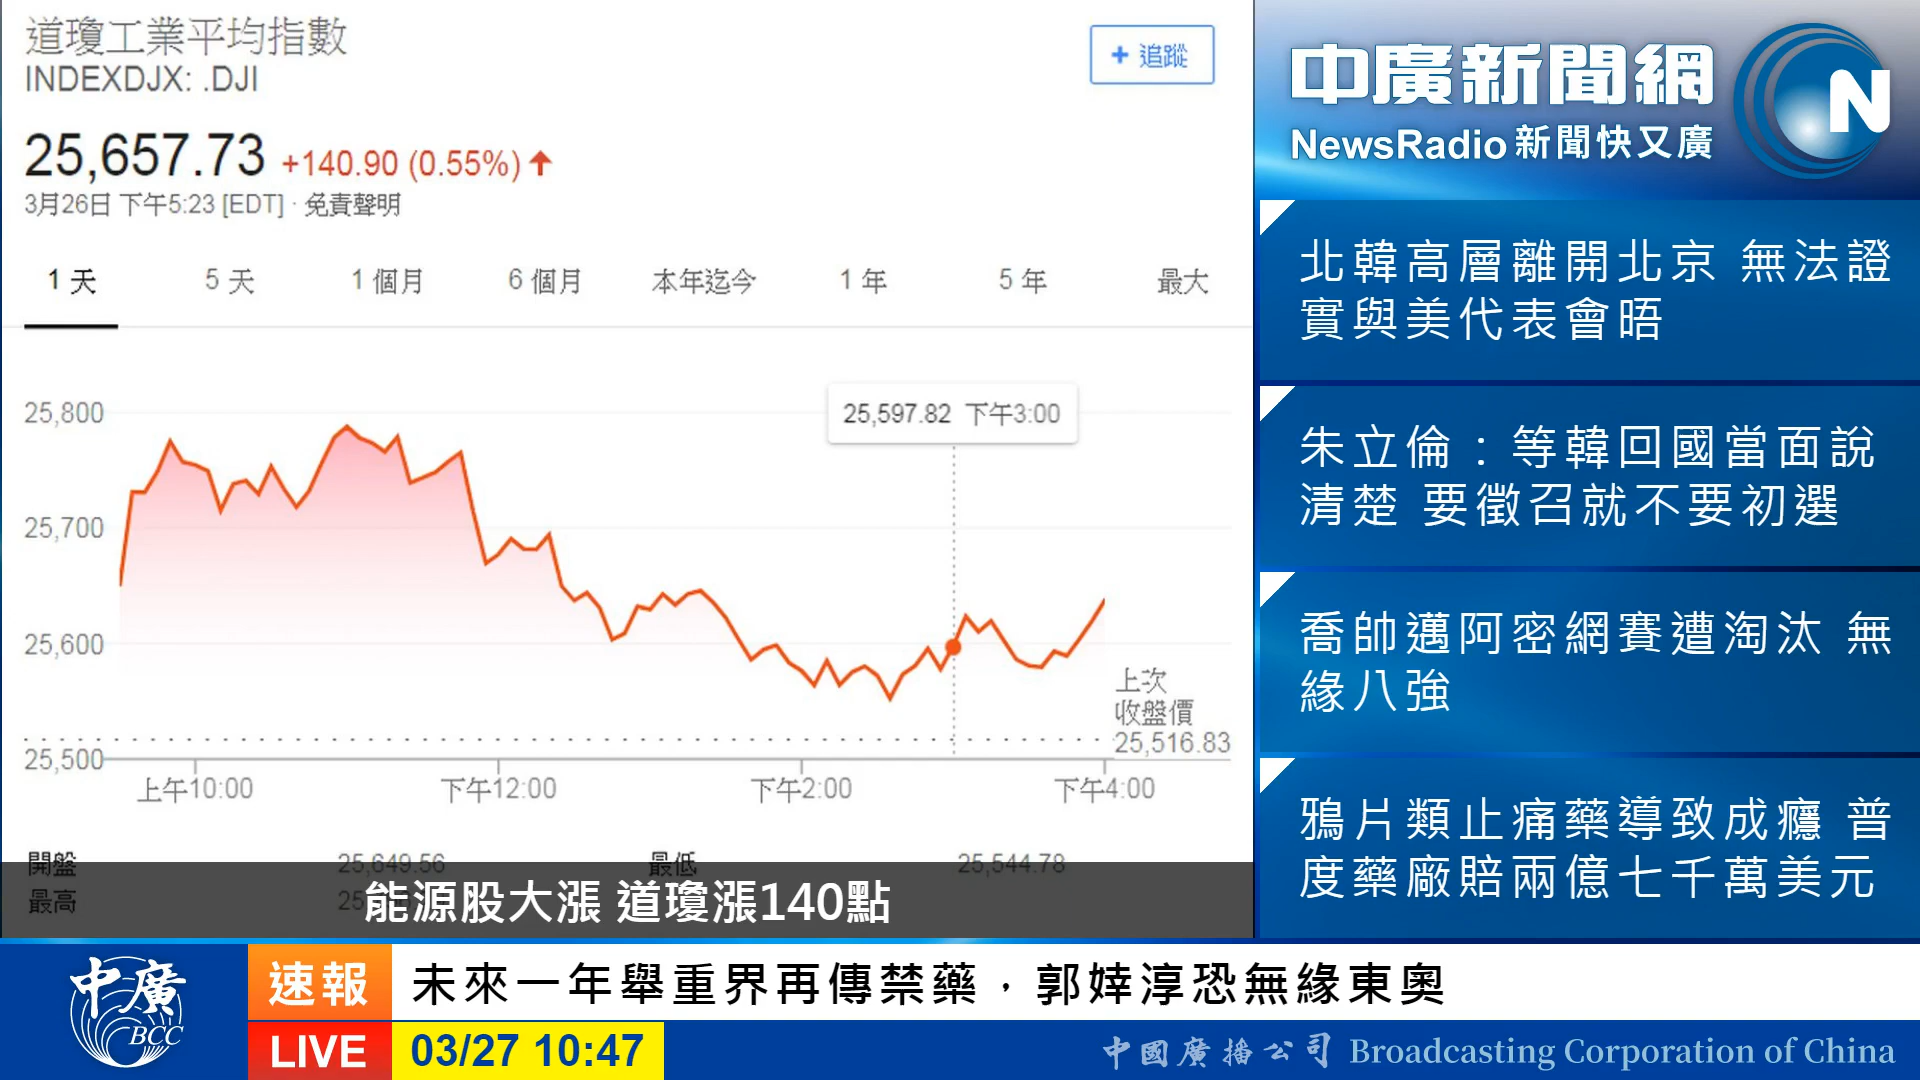 道瓊工業平均指數
INDEXDJX: .DJI
+ 追蹤
25,657.73 +140.90 (0.55%)
3月26日 下午5:23 [EDT] · 免責聲明
1 天 5 天 1 個月 6 個月 本年迄今 1 年 5 年 最大
25,597.82 下午3:00
25,800
25,700
25,600
25,500
上次
收盤價
25,516.83
上午10:00 下午12:00 下午2:00 下午4:00
開盤 25,649.56 最低 25,544.78
最高
能源股大漲 道瓊漲140點
中廣新聞網
NewsRadio新聞快又廣
N
北韓高層離開北京 無法證
實與美代表會晤
朱立倫：等韓回國當面說
清楚 要徵召就不要初選
喬帥邁阿密網賽遭淘汰 無
緣八強
鴉片類止痛藥導致成癮 普
度藥廠賠兩億七千萬美元
中廣
BCC
速報 未來一年舉重界再傳禁藥，郭婞淳恐無緣東奧
LIVE 03/27 10:47
中國廣播公司 Broadcasting Corporation of China